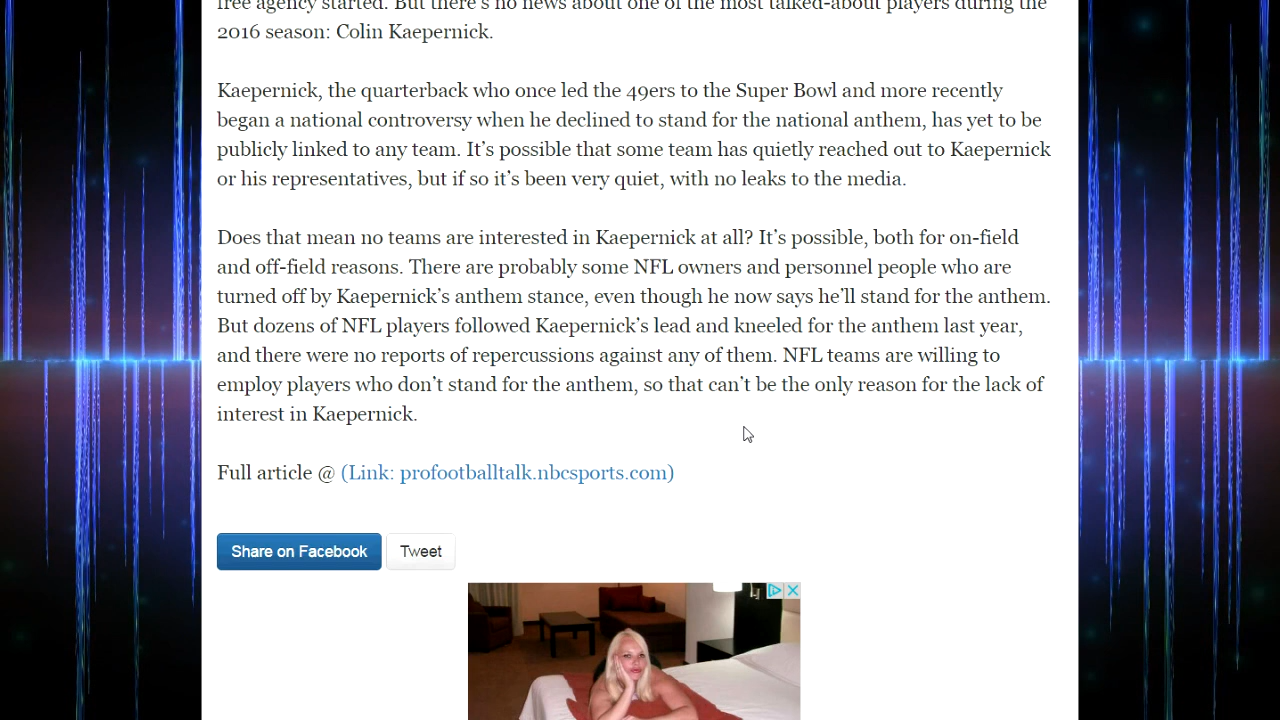 free agency started. But there's no news about one of the most talked-about players during the
2016 season: Colin Kaepernick.
Kaepernick, the quarterback who once led the 49ers to the Super Bowl and more recently
began a national controversy when he declined to stand for the national anthem, has yet to be
publicly linked to any team. It’s possible that some team has quietly reached out to Kaepernick
or his representatives, but if so it’s been very quiet, with no leaks to the media.
Does that mean no teams are interested in Kaepernick at all? It’s possible, both for on-field
and off-field reasons. There are probably some NFL owners and personnel people who are
turned off by Kaepernick’s anthem stance, even though he now says he’ll stand for the anthem.
But dozens of NFL players followed Kaepernick’s lead and kneeled for the anthem last year,
and there were no reports of repercussions against any of them. NFL teams are willing to
employ players who don’t stand for the anthem, so that can’t be the only reason for the lack of
interest in Kaepernick.
Full article @ (Link: profootballtalk.nbcsports.com)
Share on Facebook Tweet